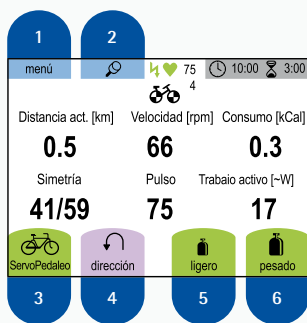 1 2
menú 75 10:00 3:00
4
Distancia act. [km] Velocidad [rpm] Consumo [kCal]
0.5 66 0.3
Simetría Pulso Trabaio activo [~W]
41/59 75 17
ServoPedaleo dirección ligero pesado
3 4 5 6